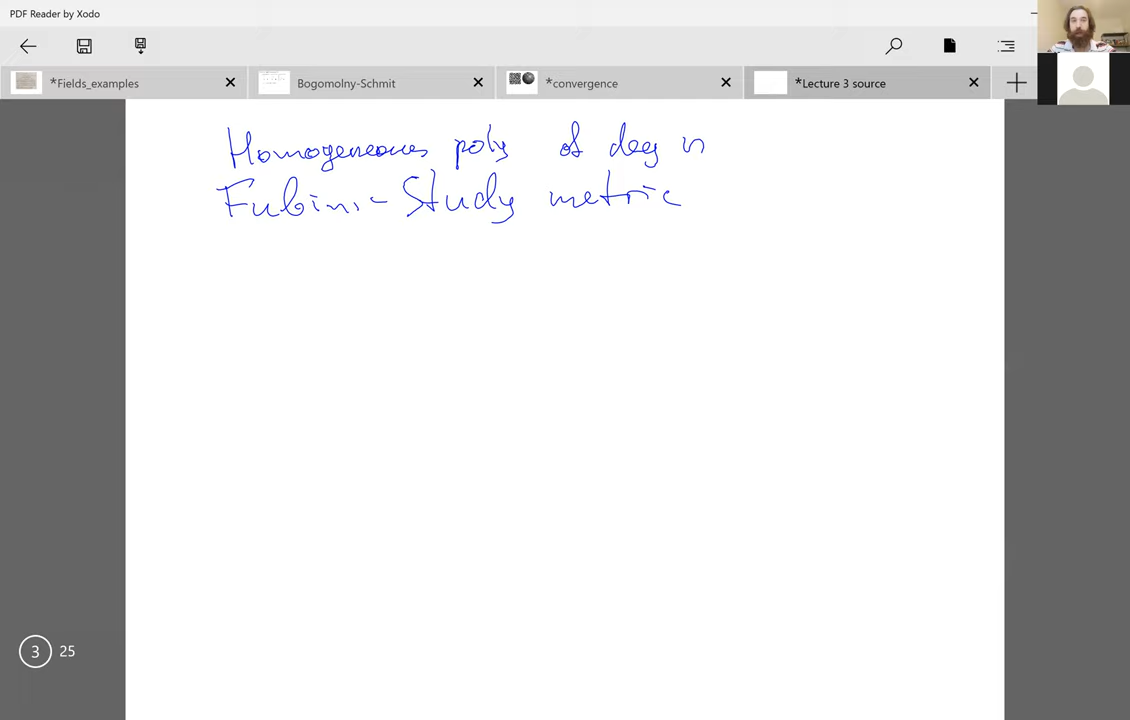 PDF Reader by Xodo
*Fields_examples
Bogomolny-Schmit
*convergence
*Lecture 3 source
Homogeneous poly of deg n
Fubini-Study metric
3 25